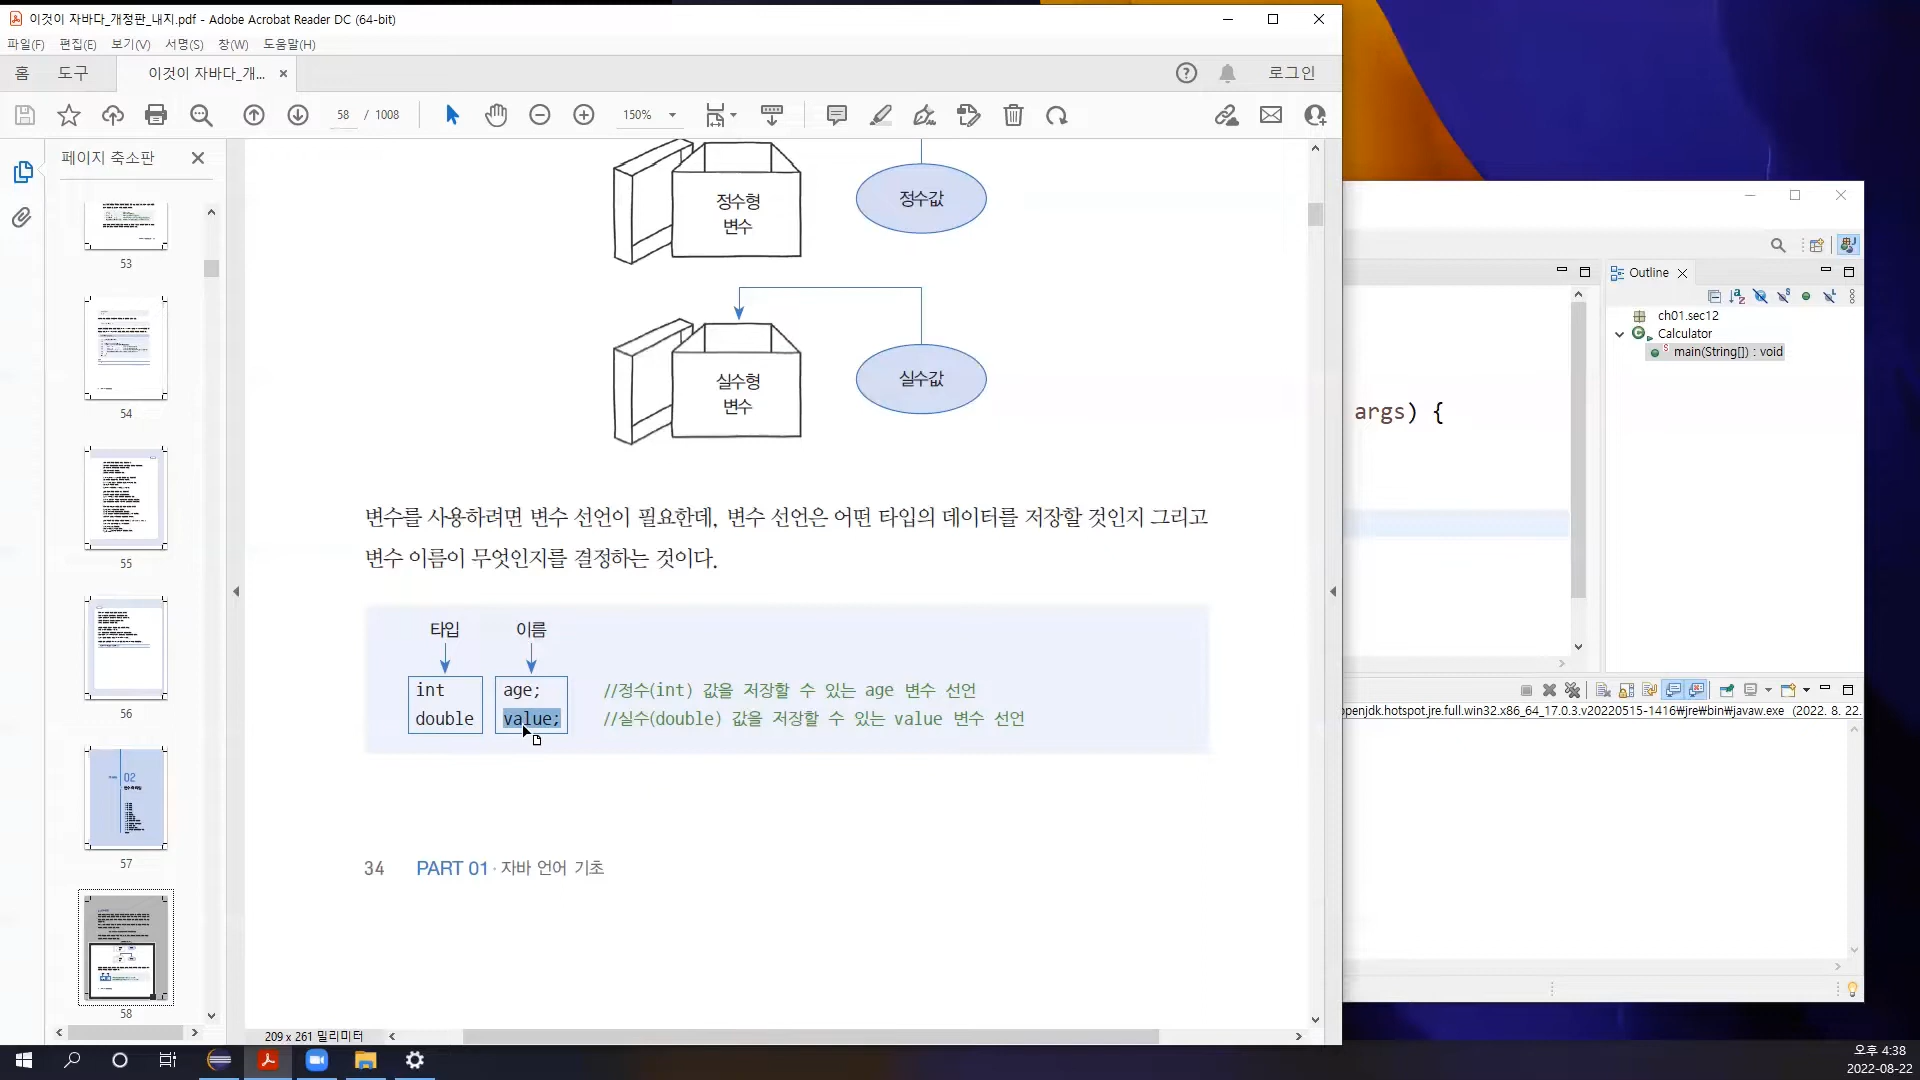 이것이 자바다_개정판_내지.pdf - Adobe Acrobat Reader DC (64-bit)
파일(F) 편집(E) 보기(V) 서명(S) 창(W) 도움말(H)
홈 도구 이것이 자바다_개... 로그인
58 / 1008 150%
페이지 축소판
53
54
55
56
02
57
58
정수형
변수
정수값
실수형
변수
실수값
변수를 사용하려면 변수 선언이 필요한데, 변수 선언은 어떤 타입의 데이터를 저장할 것인지 그리고
변수 이름이 무엇인지를 결정하는 것이다.
타입 이름
int age; //정수(int) 값을 저장할 수 있는 age 변수 선언
double value; //실수(double) 값을 저장할 수 있는 value 변수 선언
34 PART 01 · 자바 언어 기초
209 x 261 밀리미터
args) {
Outline
ch01.sec12
Calculator
main(String[]) : void
openjdk.hotspot.jre.full.win32.x86_64_17.0.3.v20220515-1416₩jre₩bin₩javaw.exe (2022. 8. 22.
오후 4:38
2022-08-22